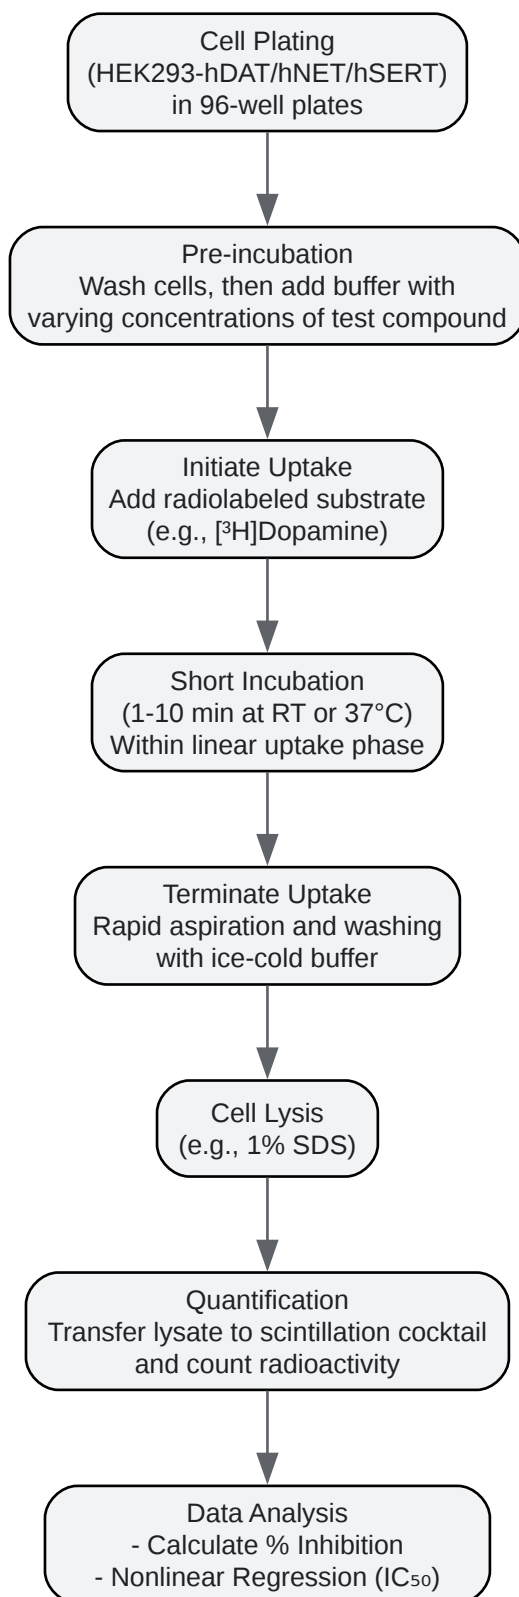 Cell Plating
(HEK293-hDAT/hNET/hSERT)
in 96-well plates
Pre-incubation
Wash cells, then add buffer with
varying concentrations of test compound
Initiate Uptake
Add radiolabeled substrate
(e.g., [³H]Dopamine)
Short Incubation
(1-10 min at RT or 37°C)
Within linear uptake phase
Terminate Uptake
Rapid aspiration and washing
with ice-cold buffer
Cell Lysis
(e.g., 1% SDS)
Quantification
Transfer lysate to scintillation cocktail
and count radioactivity
Data Analysis
- Calculate % Inhibition
- Nonlinear Regression (IC₅₀)